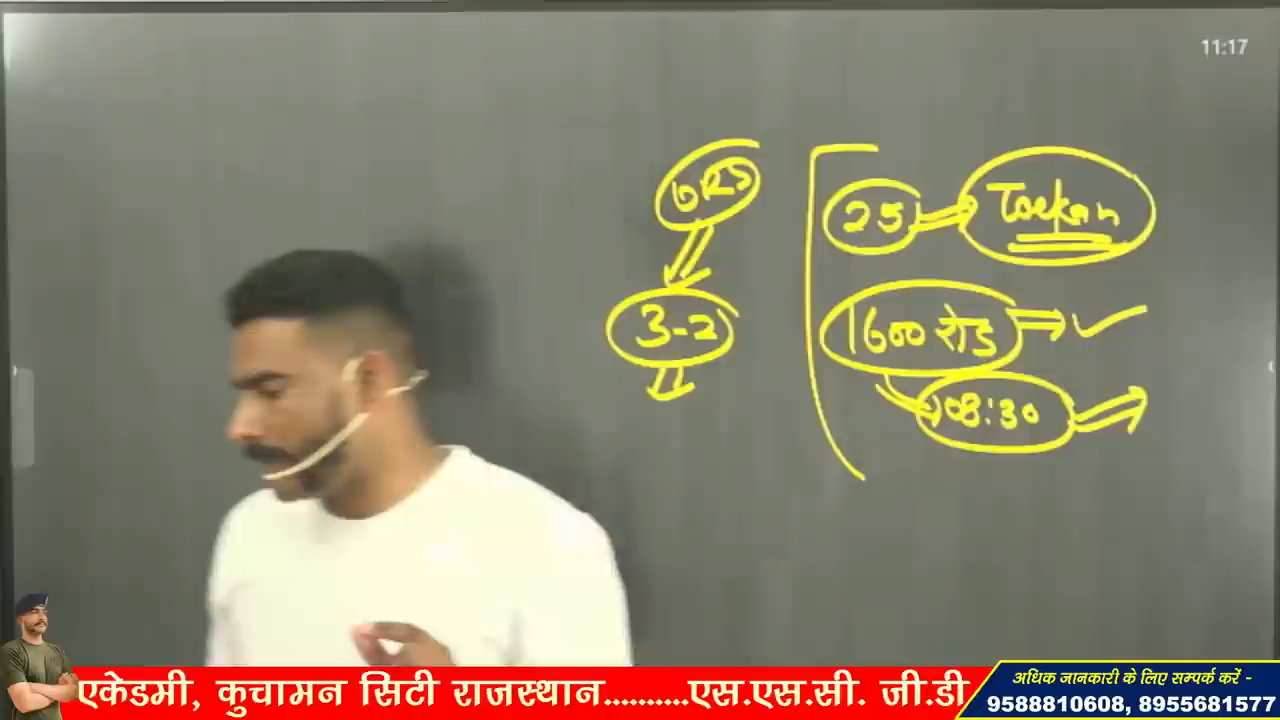 11:17
25 Toekan
3-2
1600 रोड
08:30
एकेडमी, कुचामन सिटी राजस्थान.........एस.एस.सी. जी.डी
अधिक जानकारी के लिए सम्पर्क करें -
9588810608, 8955681577